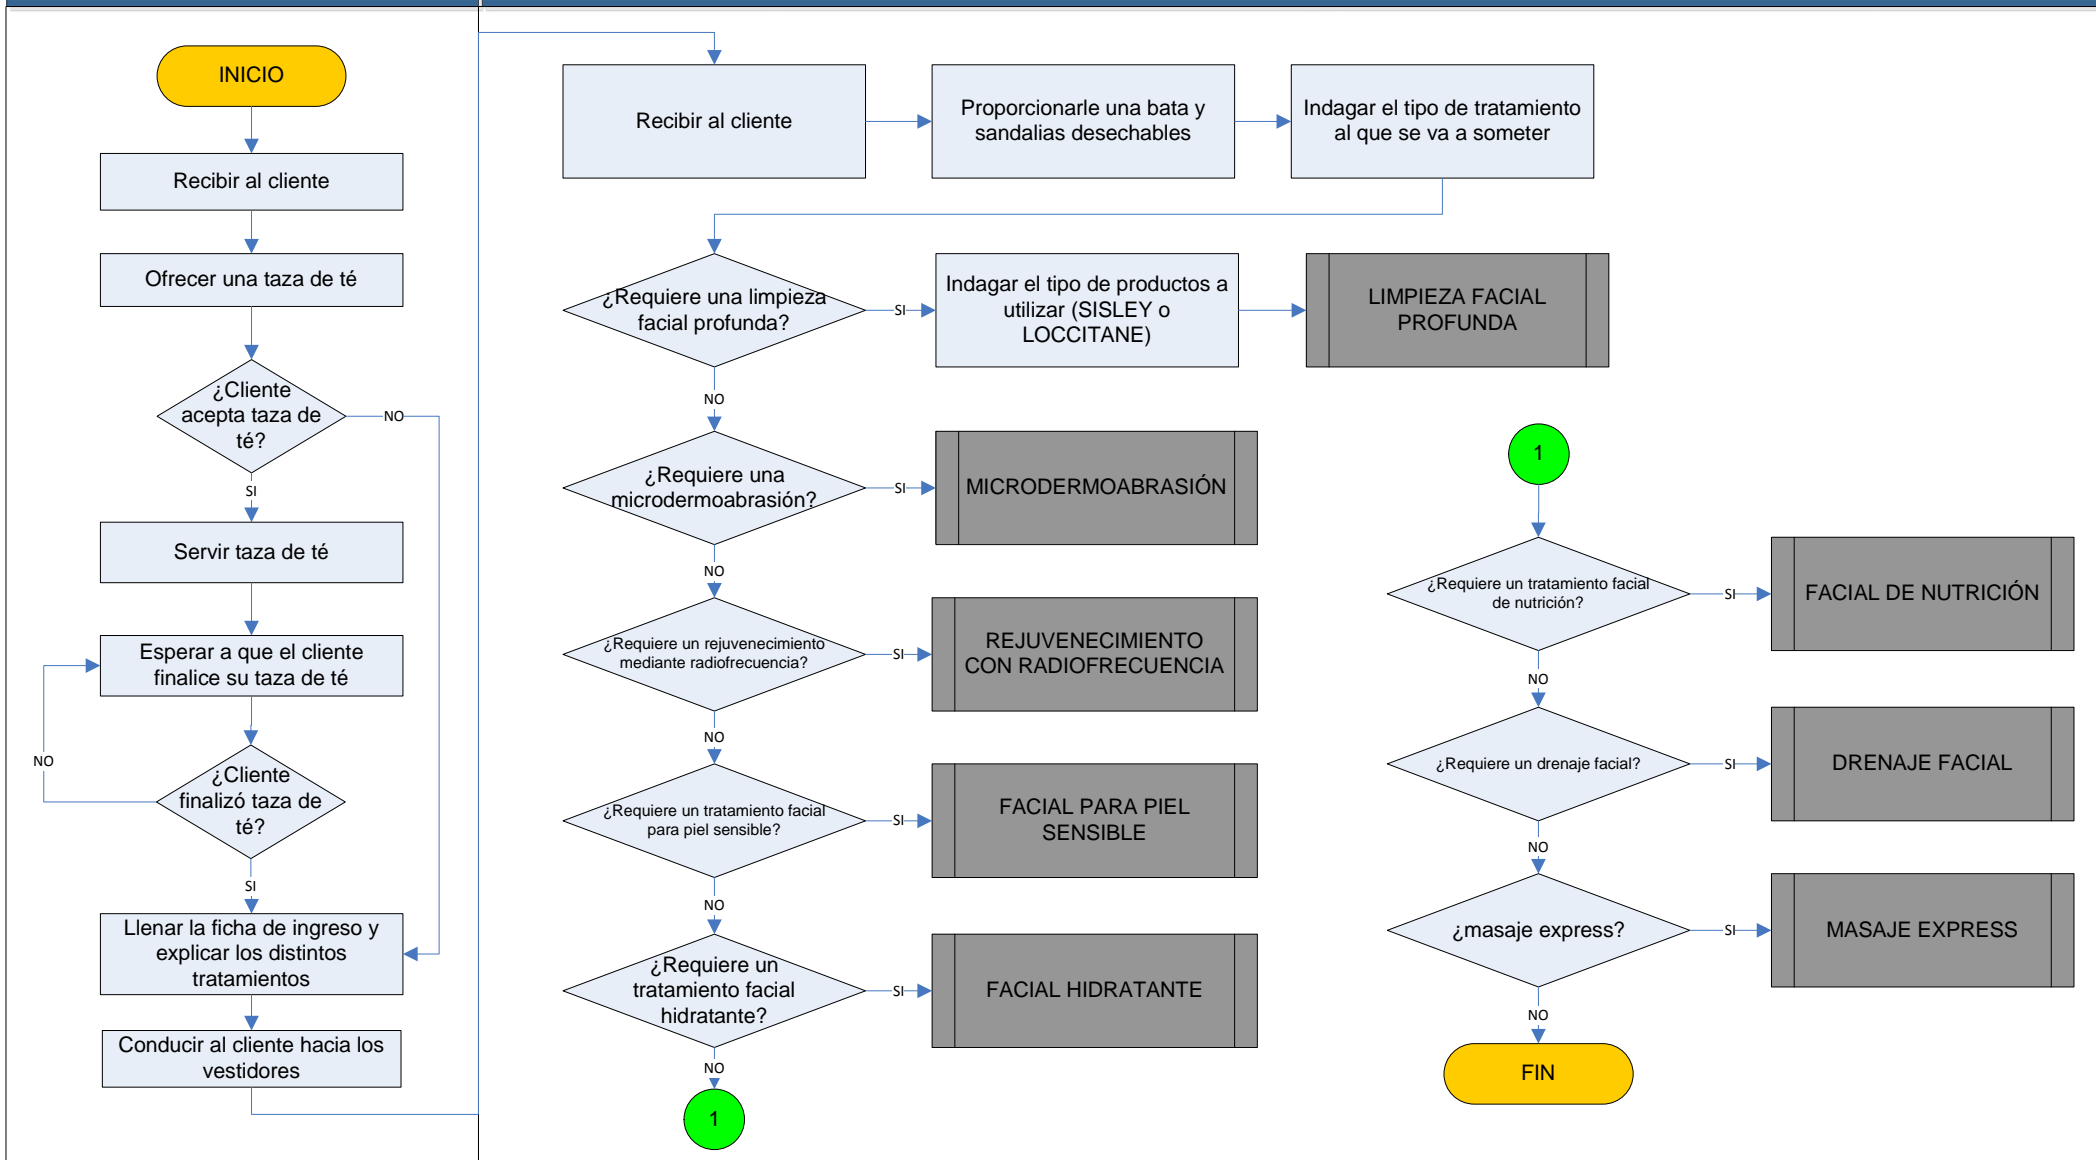 INICIO
Recibir al cliente
Ofrecer una taza de té
¿Cliente
acepta taza de
té?
NO
SI
Servir taza de té
Esperar a que el cliente
finalice su taza de té
NO
¿Cliente
finalizó taza de
té?
SI
Llenar la ficha de ingreso y
explicar los distintos
tratamientos
Conducir al cliente hacia los
vestidores
Recibir al cliente
Proporcionarle una bata y
sandalias desechables
Indagar el tipo de tratamiento
al que se va a someter
¿Requiere una limpieza
facial profunda?
SI
Indagar el tipo de productos a
utilizar (SISLEY o
LOCCITANE)
LIMPIEZA FACIAL
PROFUNDA
NO
¿Requiere una
microdermoabrasión?
SI
MICRODERMOABRASIÓN
NO
¿Requiere un rejuvenecimiento
mediante radiofrecuencia?
SI
REJUVENECIMIENTO
CON RADIOFRECUENCIA
NO
¿Requiere un tratamiento facial
para piel sensible?
SI
FACIAL PARA PIEL
SENSIBLE
NO
¿Requiere un
tratamiento facial
hidratante?
SI
FACIAL HIDRATANTE
NO
1
1
¿Requiere un tratamiento facial
de nutrición?
SI
FACIAL DE NUTRICIÓN
NO
¿Requiere un drenaje facial?
SI
DRENAJE FACIAL
NO
¿masaje express?
SI
MASAJE EXPRESS
NO
FIN